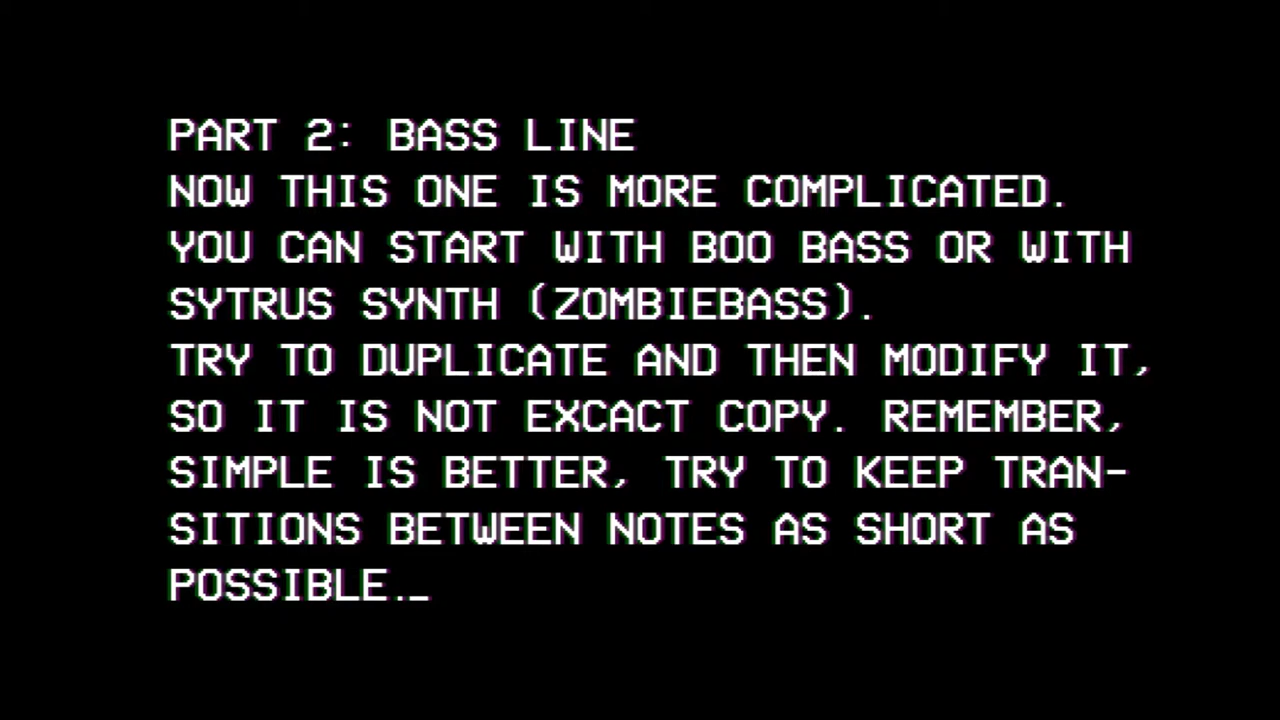 PART 2: BASS LINE
NOW THIS ONE IS MORE COMPLICATED.
YOU CAN START WITH BOO BASS OR WITH
SYTRUS SYNTH (ZOMBIEBASS).
TRY TO DUPLICATE AND THEN MODIFY IT,
SO IT IS NOT EXCACT COPY. REMEMBER,
SIMPLE IS BETTER, TRY TO KEEP TRAN-
SITIONS BETWEEN NOTES AS SHORT AS
POSSIBLE._